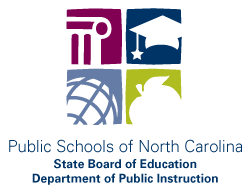 Public Schools of North Carolina
State Board of Education
Department of Public Instruction